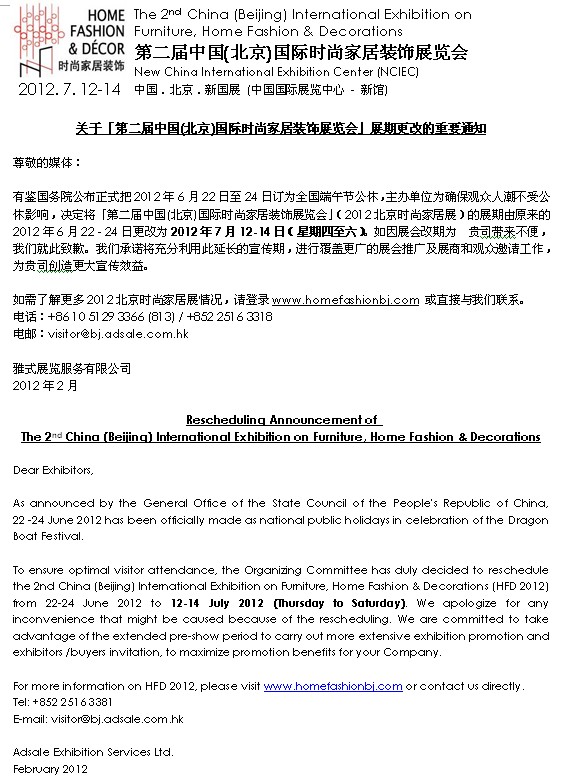 HOME
FASHION
& DÉCOR
时尚家居装饰
2012. 7. 12-14
The 2nd China (Beijing) International Exhibition on
Furniture, Home Fashion & Decorations
第二届中国(北京)国际时尚家居装饰展览会
New China International Exhibition Center (NCIEC)
中国 . 北京 . 新国展 (中国国际展览中心 - 新馆)
关于「第二届中国(北京)国际时尚家居装饰展览会」展期更改的重要通知
尊敬的媒体：
有鉴国务院公布正式把 2012 年 6 月 22 日至 24 日订为全国端午节公休，主办单位为确保观众人潮不受公
休影响，决定将「第二届中国(北京)国际时尚家居装饰展览会」（2012 北京时尚家居展）的展期由原来的
2012 年 6 月 22 - 24 日更改为 2012 年 7 月 12- 14 日（星期四至六）。如因展会改期为 贵司带来不便，
我们就此致歉。我们承诺将充分利用此延长的宣传期，进行覆盖更广的展会推广及展商和观众邀请工作，
为贵司创造更大宣传效益。
如需了解更多 2012 北京时尚家居展情况，请登录 www.homefashionbj.com 或直接与我们联系。
电话：+86 10 5129 3366 (813) / +852 2516 3318
电邮：visitor@bj.adsale.com.hk
雅式展览服务有限公司
2012 年 2 月
Rescheduling Announcement of
The 2nd China (Beijing) International Exhibition on Furniture, Home Fashion & Decorations
Dear Exhibitors,
As announced by the General Office of the State Council of the People's Republic of China,
22 -24 June 2012 has been officially made as national public holidays in celebration of the Dragon
Boat Festival.
To ensure optimal visitor attendance, the Organizing Committee has duly decided to reschedule
the 2nd China (Beijing) International Exhibition on Furniture, Home Fashion & Decorations (HFD 2012)
from 22-24 June 2012 to 12-14 July 2012 (Thursday to Saturday). We apologize for any
inconvenience that might be caused because of the rescheduling. We are committed to take
advantage of the extended pre-show period to carry out more extensive exhibition promotion and
exhibitors /buyers invitation, to maximize promotion benefits for your Company.
For more information on HFD 2012, please visit www.homefashionbj.com or contact us directly.
Tel: +852 2516 3381
E-mail: visitor@bj.adsale.com.hk
Adsale Exhibition Services Ltd.
February 2012